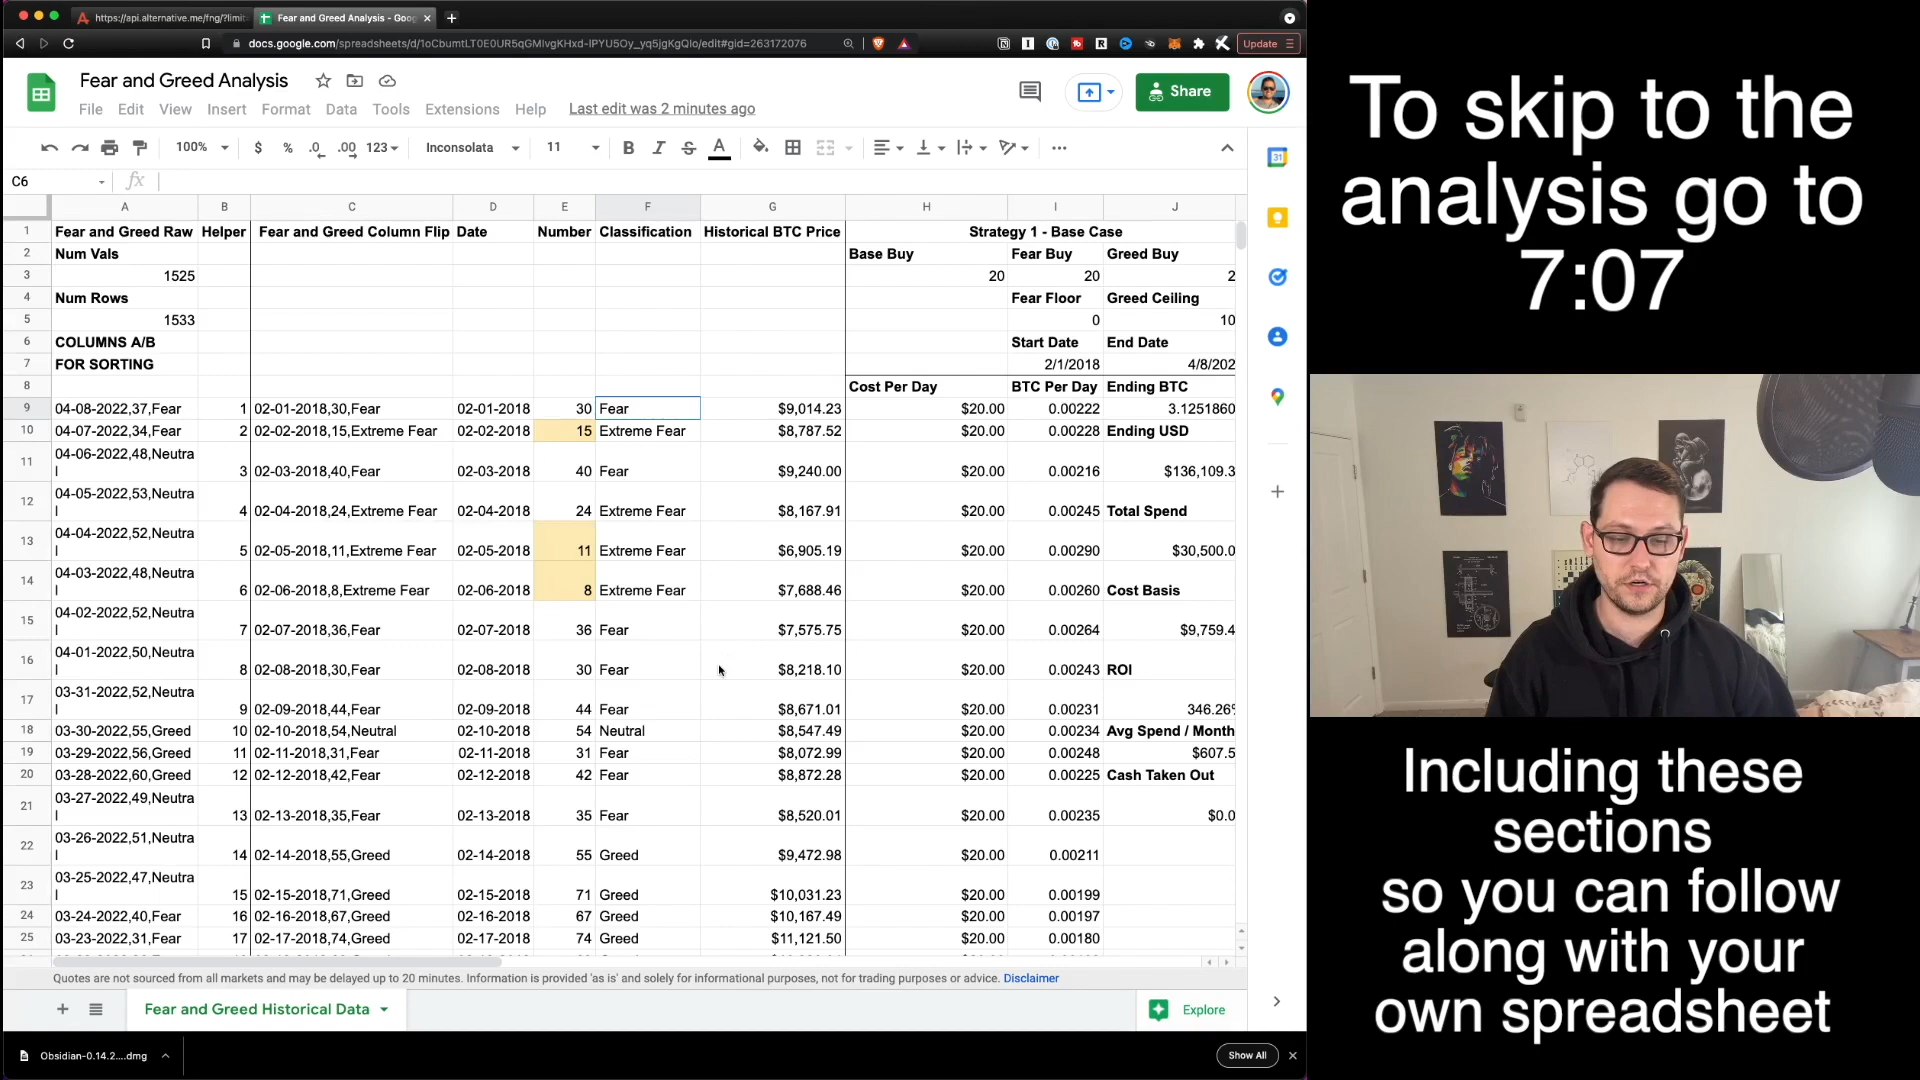 https://api.alternative.me/fng/?limit
Fear and Greed Analysis - Goog
docs.google.com/spreadsheets/d/1oCbumtLT0E0UR5qGMlvgKHxd-lPYU5Oy_yq5jgKgQlo/edit#gid=263172076
Update
Fear and Greed Analysis
File Edit View Insert Format Data Tools Extensions Help Last edit was 2 minutes ago
Share
100% $ % .0 .00 123 Inconsolata 11 B I S A
C6 fx
A B C D E F G H I J
1 Fear and Greed Raw Helper Fear and Greed Column Flip Date Number Classification Historical BTC Price Strategy 1 - Base Case
2 Num Vals Base Buy Fear Buy Greed Buy
3 1525 20 20 2
4 Num Rows Fear Floor Greed Ceiling
5 1533 0 10
6 COLUMNS A/B Start Date End Date
7 FOR SORTING 2/1/2018 4/8/202
8 Cost Per Day BTC Per Day Ending BTC
9 04-08-2022,37,Fear 1 02-01-2018,30,Fear 02-01-2018 30 Fear $9,014.23 $20.00 0.00222 3.1251860
10 04-07-2022,34,Fear 2 02-02-2018,15,Extreme Fear 02-02-2018 15 Extreme Fear $8,787.52 $20.00 0.00228 Ending USD
04-06-2022,48,Neutra
11 l 3 02-03-2018,40,Fear 02-03-2018 40 Fear $9,240.00 $20.00 0.00216 $136,109.3
04-05-2022,53,Neutra
12 l 4 02-04-2018,24,Extreme Fear 02-04-2018 24 Extreme Fear $8,167.91 $20.00 0.00245 Total Spend
04-04-2022,52,Neutra
13 l 5 02-05-2018,11,Extreme Fear 02-05-2018 11 Extreme Fear $6,905.19 $20.00 0.00290 $30,500.0
04-03-2022,48,Neutra
14 l 6 02-06-2018,8,Extreme Fear 02-06-2018 8 Extreme Fear $7,688.46 $20.00 0.00260 Cost Basis
04-02-2022,52,Neutra
15 l 7 02-07-2018,36,Fear 02-07-2018 36 Fear $7,575.75 $20.00 0.00264 $9,759.4
04-01-2022,50,Neutra
16 l 8 02-08-2018,30,Fear 02-08-2018 30 Fear $8,218.10 $20.00 0.00243 ROI
03-31-2022,52,Neutra
17 l 9 02-09-2018,44,Fear 02-09-2018 44 Fear $8,671.01 $20.00 0.00231 346.26%
18 03-30-2022,55,Greed 10 02-10-2018,54,Neutral 02-10-2018 54 Neutral $8,547.49 $20.00 0.00234 Avg Spend / Month
19 03-29-2022,56,Greed 11 02-11-2018,31,Fear 02-11-2018 31 Fear $8,072.99 $20.00 0.00248 $607.5
20 03-28-2022,60,Greed 12 02-12-2018,42,Fear 02-12-2018 42 Fear $8,872.28 $20.00 0.00225 Cash Taken Out
03-27-2022,49,Neutra
21 l 13 02-13-2018,35,Fear 02-13-2018 35 Fear $8,520.01 $20.00 0.00235 $0.0
03-26-2022,51,Neutra
22 l 14 02-14-2018,55,Greed 02-14-2018 55 Greed $9,472.98 $20.00 0.00211
03-25-2022,47,Neutra
23 l 15 02-15-2018,71,Greed 02-15-2018 71 Greed $10,031.23 $20.00 0.00199
24 03-24-2022,40,Fear 16 02-16-2018,67,Greed 02-16-2018 67 Greed $10,167.49 $20.00 0.00197
25 03-23-2022,31,Fear 17 02-17-2018,74,Greed 02-17-2018 74 Greed $11,121.50 $20.00 0.00180
Quotes are not sourced from all markets and may be delayed up to 20 minutes. Information is provided 'as is' and solely for informational purposes, not for trading purposes or advice. Disclaimer
Fear and Greed Historical Data
Explore
Obsidian-0.14.2....dmg
Show All
To skip to the
analysis go to
7:07
Including these
sections
so you can follow
along with your
own spreadsheet